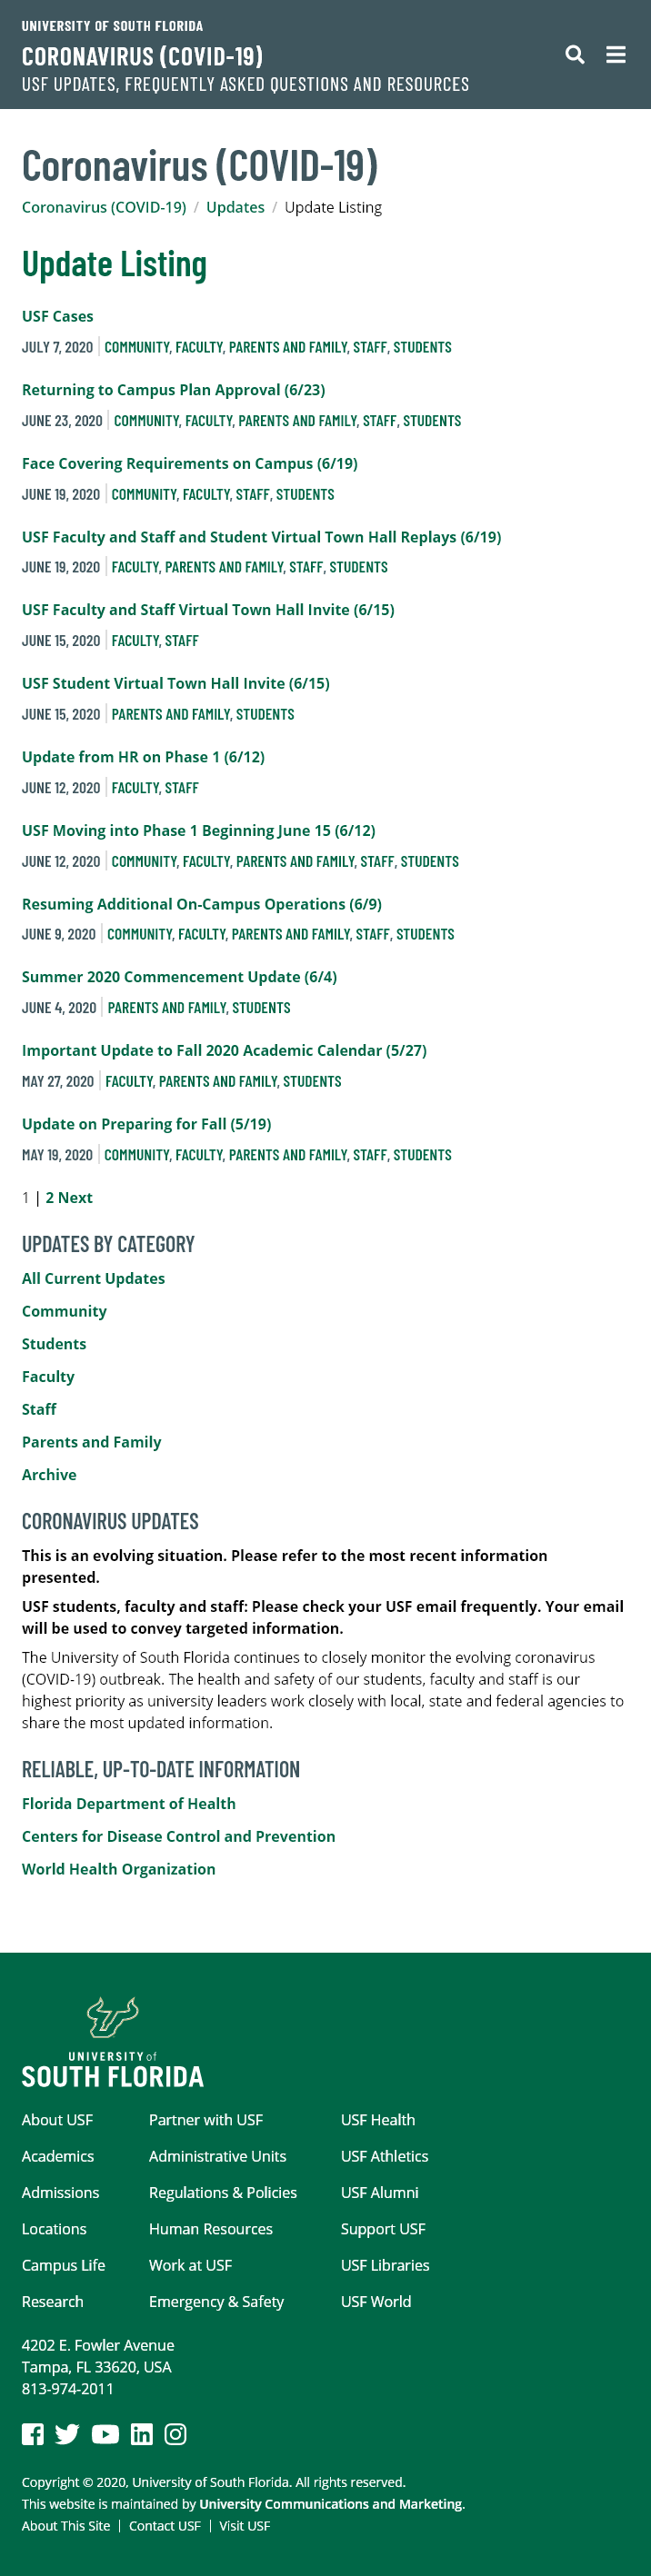 UNIVERSITY OF SOUTH FLORIDA
CORONAVIRUS (COVID-19)
USF UPDATES, FREQUENTLY ASKED QUESTIONS AND RESOURCES
Coronavirus (COVID-19)
Coronavirus (COVID-19) / Updates / Update Listing
Update Listing
USF Cases
JULY 7, 2020 | COMMUNITY, FACULTY, PARENTS AND FAMILY, STAFF, STUDENTS
Returning to Campus Plan Approval (6/23)
JUNE 23, 2020 | COMMUNITY, FACULTY, PARENTS AND FAMILY, STAFF, STUDENTS
Face Covering Requirements on Campus (6/19)
JUNE 19, 2020 | COMMUNITY, FACULTY, STAFF, STUDENTS
USF Faculty and Staff and Student Virtual Town Hall Replays (6/19)
JUNE 19, 2020 | FACULTY, PARENTS AND FAMILY, STAFF, STUDENTS
USF Faculty and Staff Virtual Town Hall Invite (6/15)
JUNE 15, 2020 | FACULTY, STAFF
USF Student Virtual Town Hall Invite (6/15)
JUNE 15, 2020 | PARENTS AND FAMILY, STUDENTS
Update from HR on Phase 1 (6/12)
JUNE 12, 2020 | FACULTY, STAFF
USF Moving into Phase 1 Beginning June 15 (6/12)
JUNE 12, 2020 | COMMUNITY, FACULTY, PARENTS AND FAMILY, STAFF, STUDENTS
Resuming Additional On-Campus Operations (6/9)
JUNE 9, 2020 | COMMUNITY, FACULTY, PARENTS AND FAMILY, STAFF, STUDENTS
Summer 2020 Commencement Update (6/4)
JUNE 4, 2020 | PARENTS AND FAMILY, STUDENTS
Important Update to Fall 2020 Academic Calendar (5/27)
MAY 27, 2020 | FACULTY, PARENTS AND FAMILY, STUDENTS
Update on Preparing for Fall (5/19)
MAY 19, 2020 | COMMUNITY, FACULTY, PARENTS AND FAMILY, STAFF, STUDENTS
1 | 2 Next
UPDATES BY CATEGORY
All Current Updates
Community
Students
Faculty
Staff
Parents and Family
Archive
CORONAVIRUS UPDATES
This is an evolving situation. Please refer to the most recent information
presented.
USF students, faculty and staff: Please check your USF email frequently. Your email
will be used to convey targeted information.
The University of South Florida continues to closely monitor the evolving coronavirus
(COVID-19) outbreak. The health and safety of our students, faculty and staff is our
highest priority as university leaders work closely with local, state and federal agencies to
share the most updated information.
RELIABLE, UP-TO-DATE INFORMATION
Florida Department of Health
Centers for Disease Control and Prevention
World Health Organization
UNIVERSITY of
SOUTH FLORIDA
About USF Partner with USF USF Health
Academics Administrative Units USF Athletics
Admissions Regulations & Policies USF Alumni
Locations Human Resources Support USF
Campus Life Work at USF USF Libraries
Research Emergency & Safety USF World
4202 E. Fowler Avenue
Tampa, FL 33620, USA
813-974-2011
Copyright © 2020, University of South Florida. All rights reserved.
This website is maintained by University Communications and Marketing.
About This Site | Contact USF | Visit USF